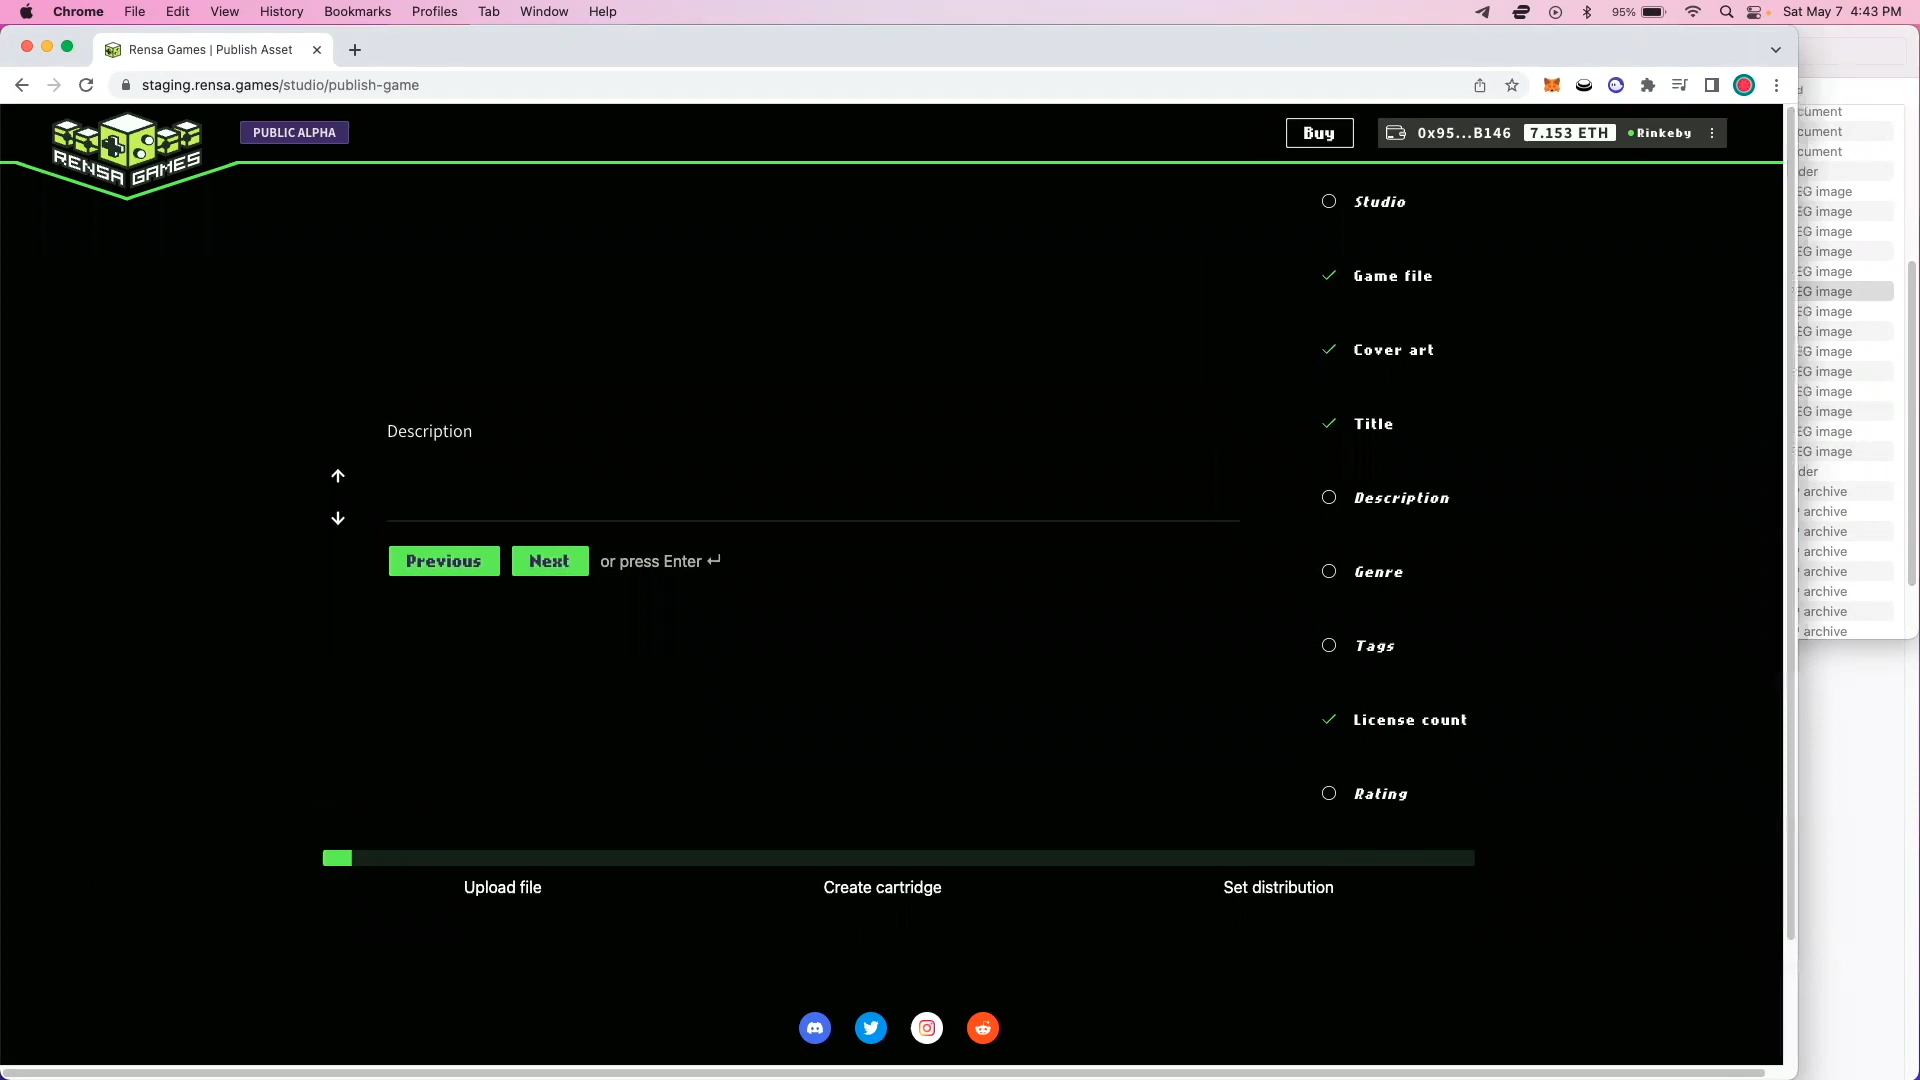 Chrome File Edit View History Bookmarks Profiles Tab Window Help 95% Sat May 7 4:43 PM
Rensa Games | Publish Asset
staging.rensa.games/studio/publish-game
RENSA GAMES
PUBLIC ALPHA
Buy
0x95...B146 7.153 ETH Rinkeby
Studio
Game file
Cover art
Title
Description
Genre
Tags
License count
Rating
Description
Previous Next or press Enter ↵
Upload file Create cartridge Set distribution
cument
cument
cument
der
EG image
EG image
EG image
EG image
EG image
EG image
EG image
EG image
EG image
EG image
EG image
EG image
EG image
EG image
der
archive
archive
archive
archive
archive
archive
archive
archive